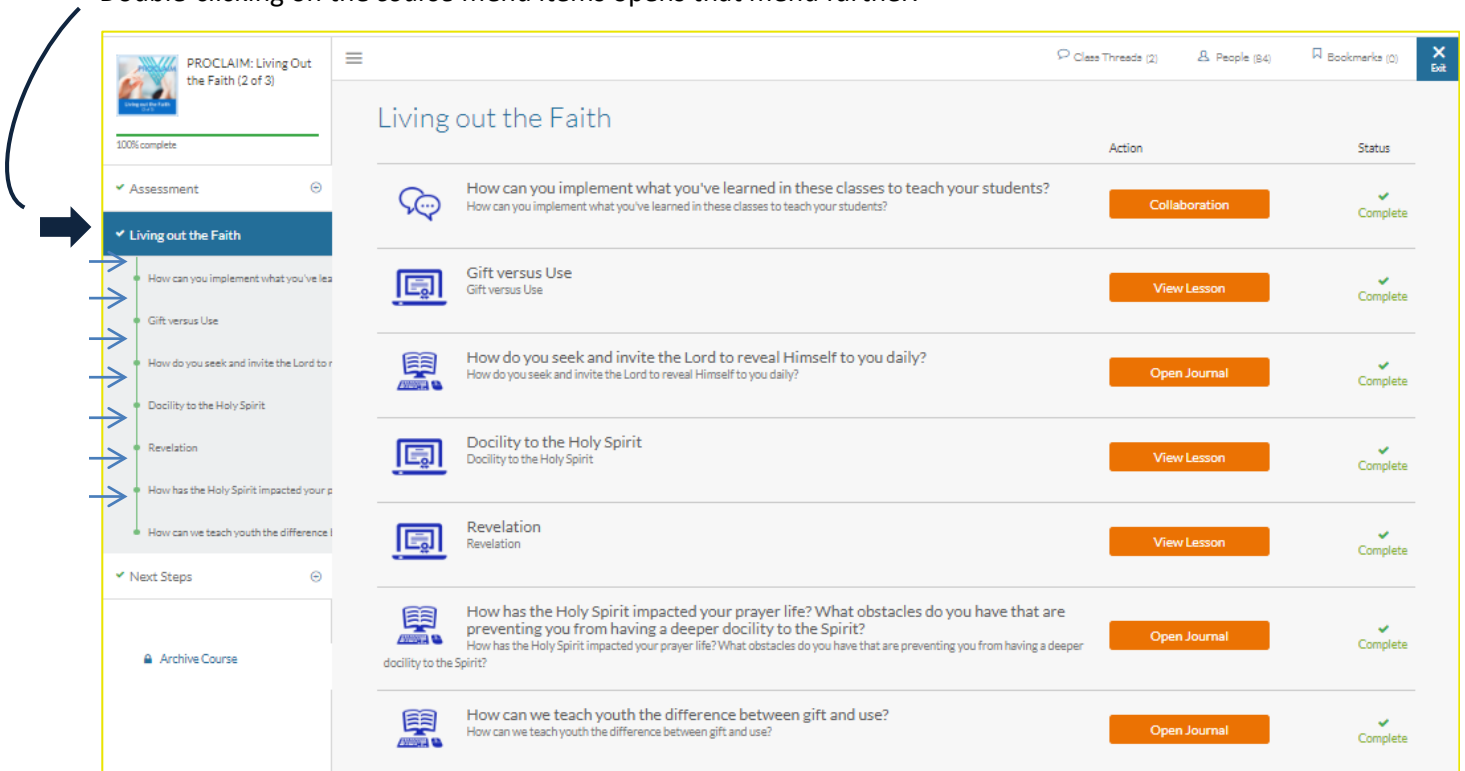 PROCLAIM: Living Out
the Faith (2 of 3)
100% complete
Class Threads (2)
People (94)
Bookmarks (0)
Exit
Assessment
Living out the Faith
How can you implement what you've lea
Gift versus Use
How do you seek and invite the Lord to r
Docility to the Holy Spirit
Revelation
How has the Holy Spirit impacted your p
How can we teach youth the difference
Next Steps
Archive Course
Living out the Faith
Action
Status
How can you implement what you've learned in these classes to teach your students?
How can you implement what you've learned in these classes to teach your students?
Collaboration
Complete
Gift versus Use
Gift versus Use
View Lesson
Complete
How do you seek and invite the Lord to reveal Himself to you daily?
How do you seek and invite the Lord to reveal Himself to you daily?
Open Journal
Complete
Docility to the Holy Spirit
Docility to the Holy Spirit
View Lesson
Complete
Revelation
Revelation
View Lesson
Complete
How has the Holy Spirit impacted your prayer life? What obstacles do you have that are
preventing you from having a deeper docility to the Spirit?
How has the Holy Spirit impacted your prayer life? What obstacles do you have that are preventing you from having a deeper
docility to the Spirit?
Open Journal
Complete
How can we teach youth the difference between gift and use?
How can we teach youth the difference between gift and use?
Open Journal
Complete